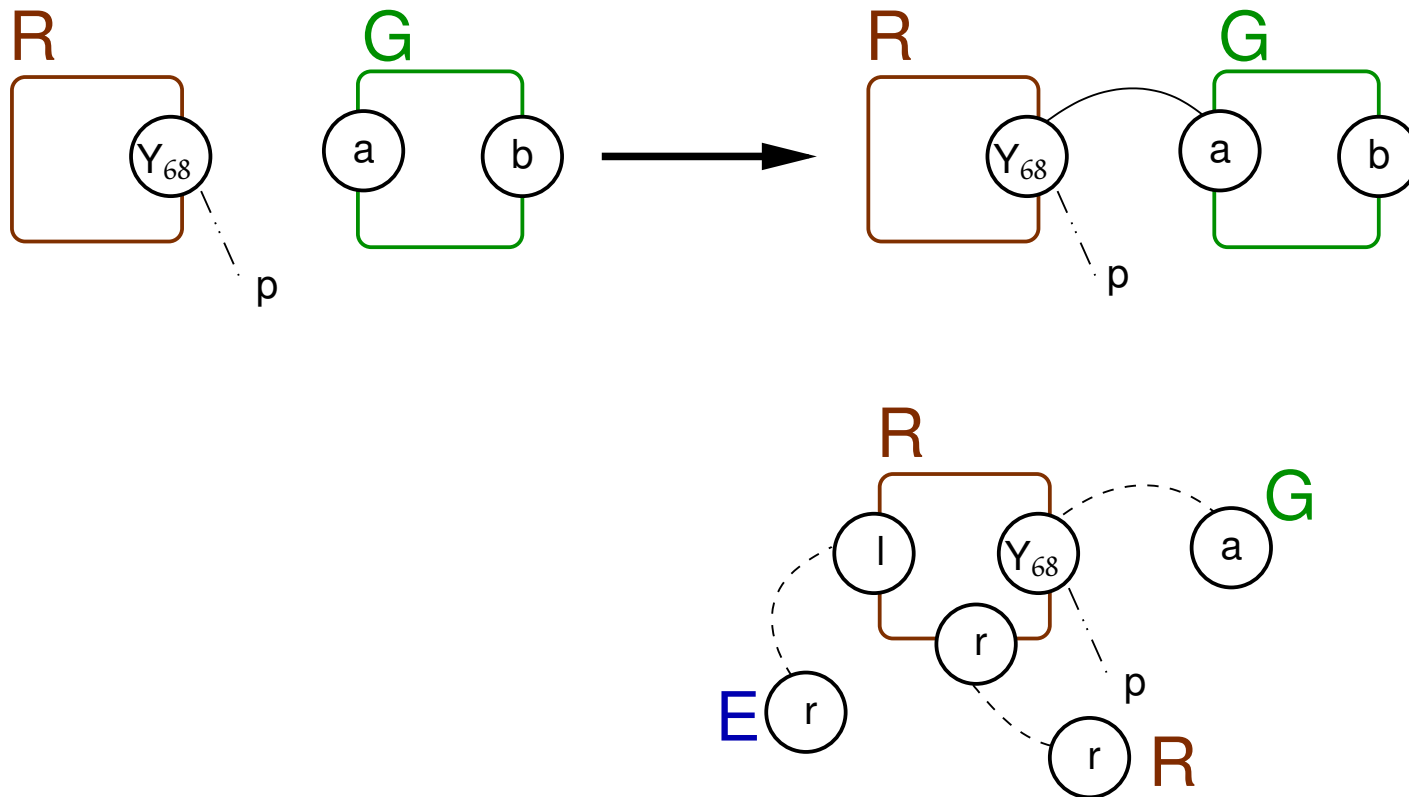 R G R G
Y₆₈ a b Y₆₈ a b
p p
R G
l Y₆₈ a
r
p
E r
r R